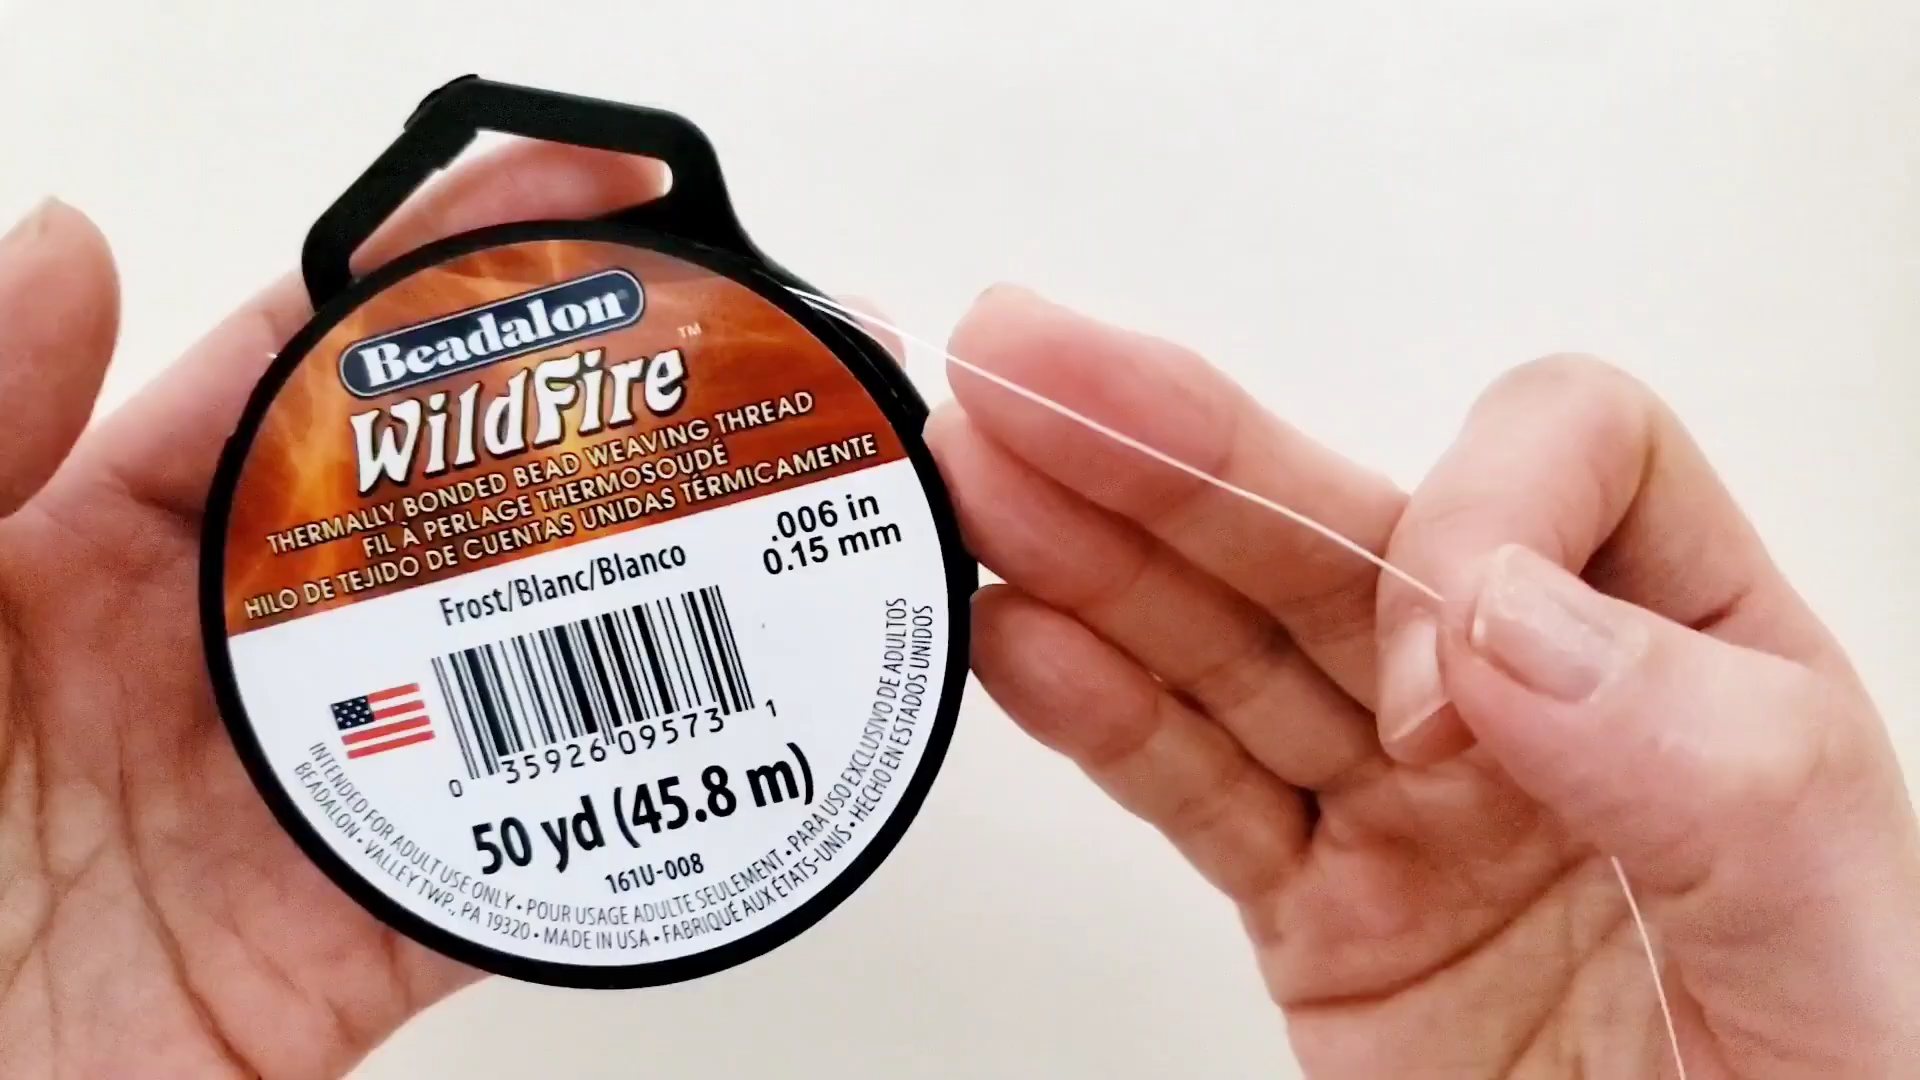 Beadalon
WildFire™
THERMALLY BONDED BEAD WEAVING THREAD
FIL À PERLAGE THERMOSOUDÉ
HILO DE TEJIDO DE CUENTAS UNIDAS TÉRMICAMENTE
.006 in
0.15 mm
Frost/Blanc/Blanco
0 35926 09573 1
50 yd (45.8 m)
161U-008
INTENDED FOR ADULT USE ONLY • POUR USAGE ADULTE SEULEMENT • PARA USO EXCLUSIVO DE ADULTOS
BEADALON • VALLEY TWP., PA 19320 • MADE IN USA • FABRIQUÉ AUX ÉTATS-UNIS • HECHO EN ESTADOS UNIDOS